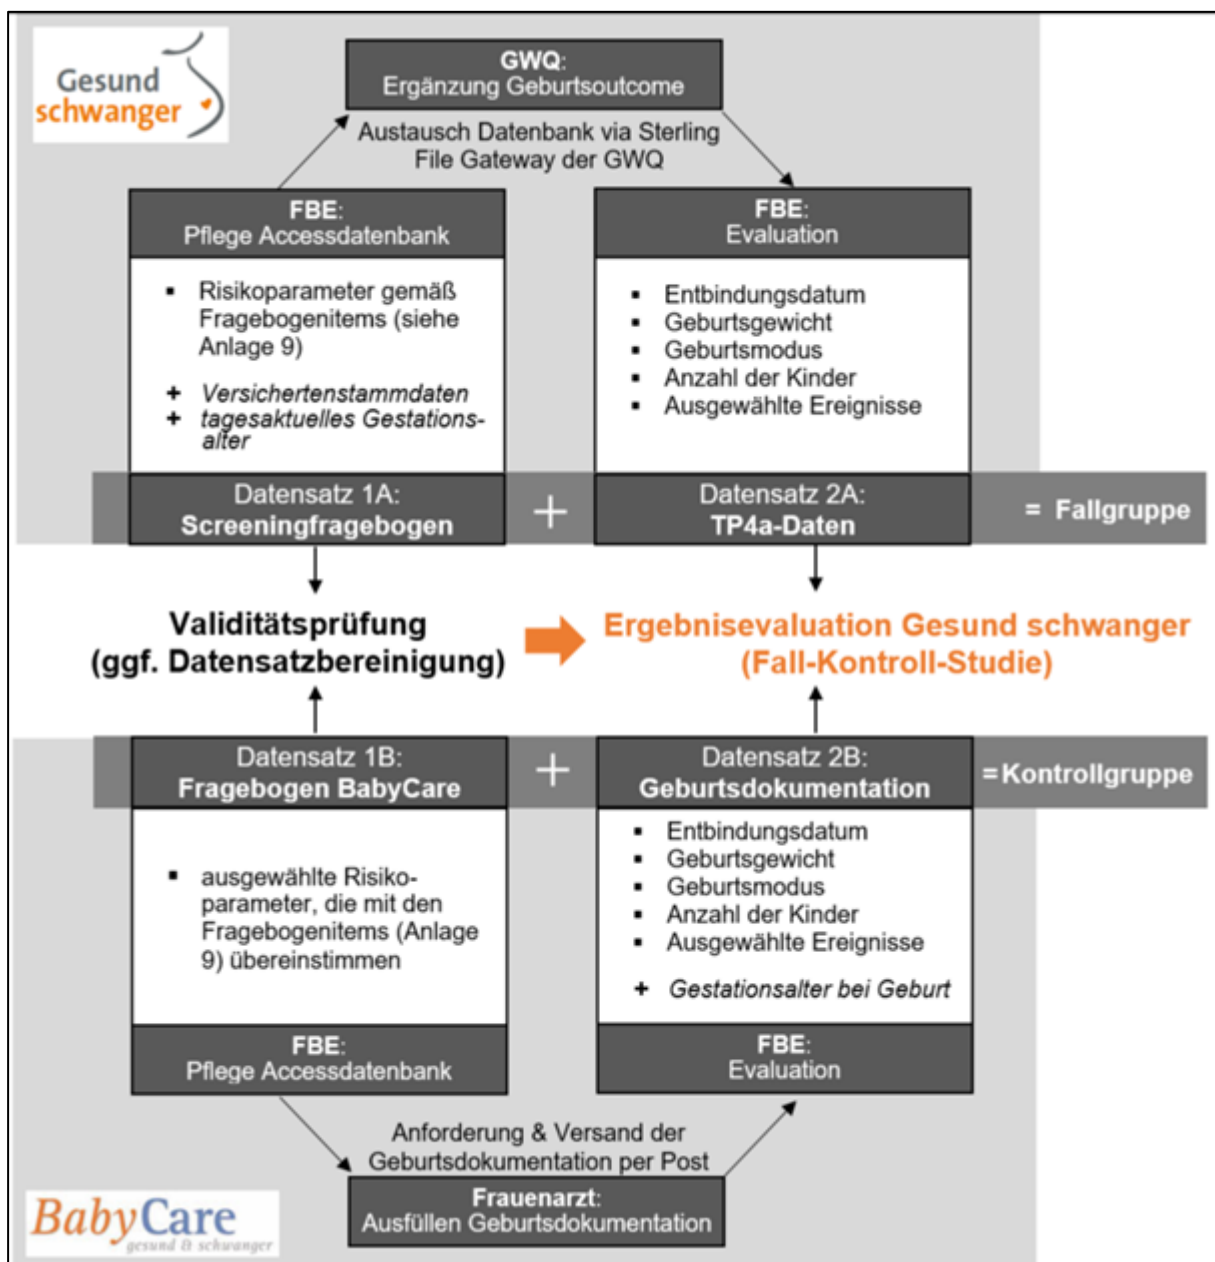 Gesund
schwanger
GWQ:
Ergänzung Geburtsoutcome
Austausch Datenbank via Sterling
File Gateway der GWQ
FBE:
Pflege Accessdatenbank
▪ Risikoparameter gemäß
Fragebogenitems (siehe
Anlage 9)
+ Versichertenstammdaten
+ tagesaktuelles Gestations-
alter
FBE:
Evaluation
▪ Entbindungsdatum
▪ Geburtsgewicht
▪ Geburtsmodus
▪ Anzahl der Kinder
▪ Ausgewählte Ereignisse
Datensatz 1A:
Screeningfragebogen
+
Datensatz 2A:
TP4a-Daten
= Fallgruppe
Validitätsprüfung
(ggf. Datensatzbereinigung)
Ergebnisevaluation Gesund schwanger
(Fall-Kontroll-Studie)
Datensatz 1B:
Fragebogen BabyCare
+
Datensatz 2B:
Geburtsdokumentation
=Kontrollgruppe
▪ ausgewählte Risiko-
parameter, die mit den
Fragebogenitems (Anlage
9) übereinstimmen
▪ Entbindungsdatum
▪ Geburtsgewicht
▪ Geburtsmodus
▪ Anzahl der Kinder
▪ Ausgewählte Ereignisse
+ Gestationsalter bei Geburt
FBE:
Pflege Accessdatenbank
FBE:
Evaluation
Anforderung & Versand der
Geburtsdokumentation per Post
Frauenarzt:
Ausfüllen Geburtsdokumentation
BabyCare
gesund & schwanger